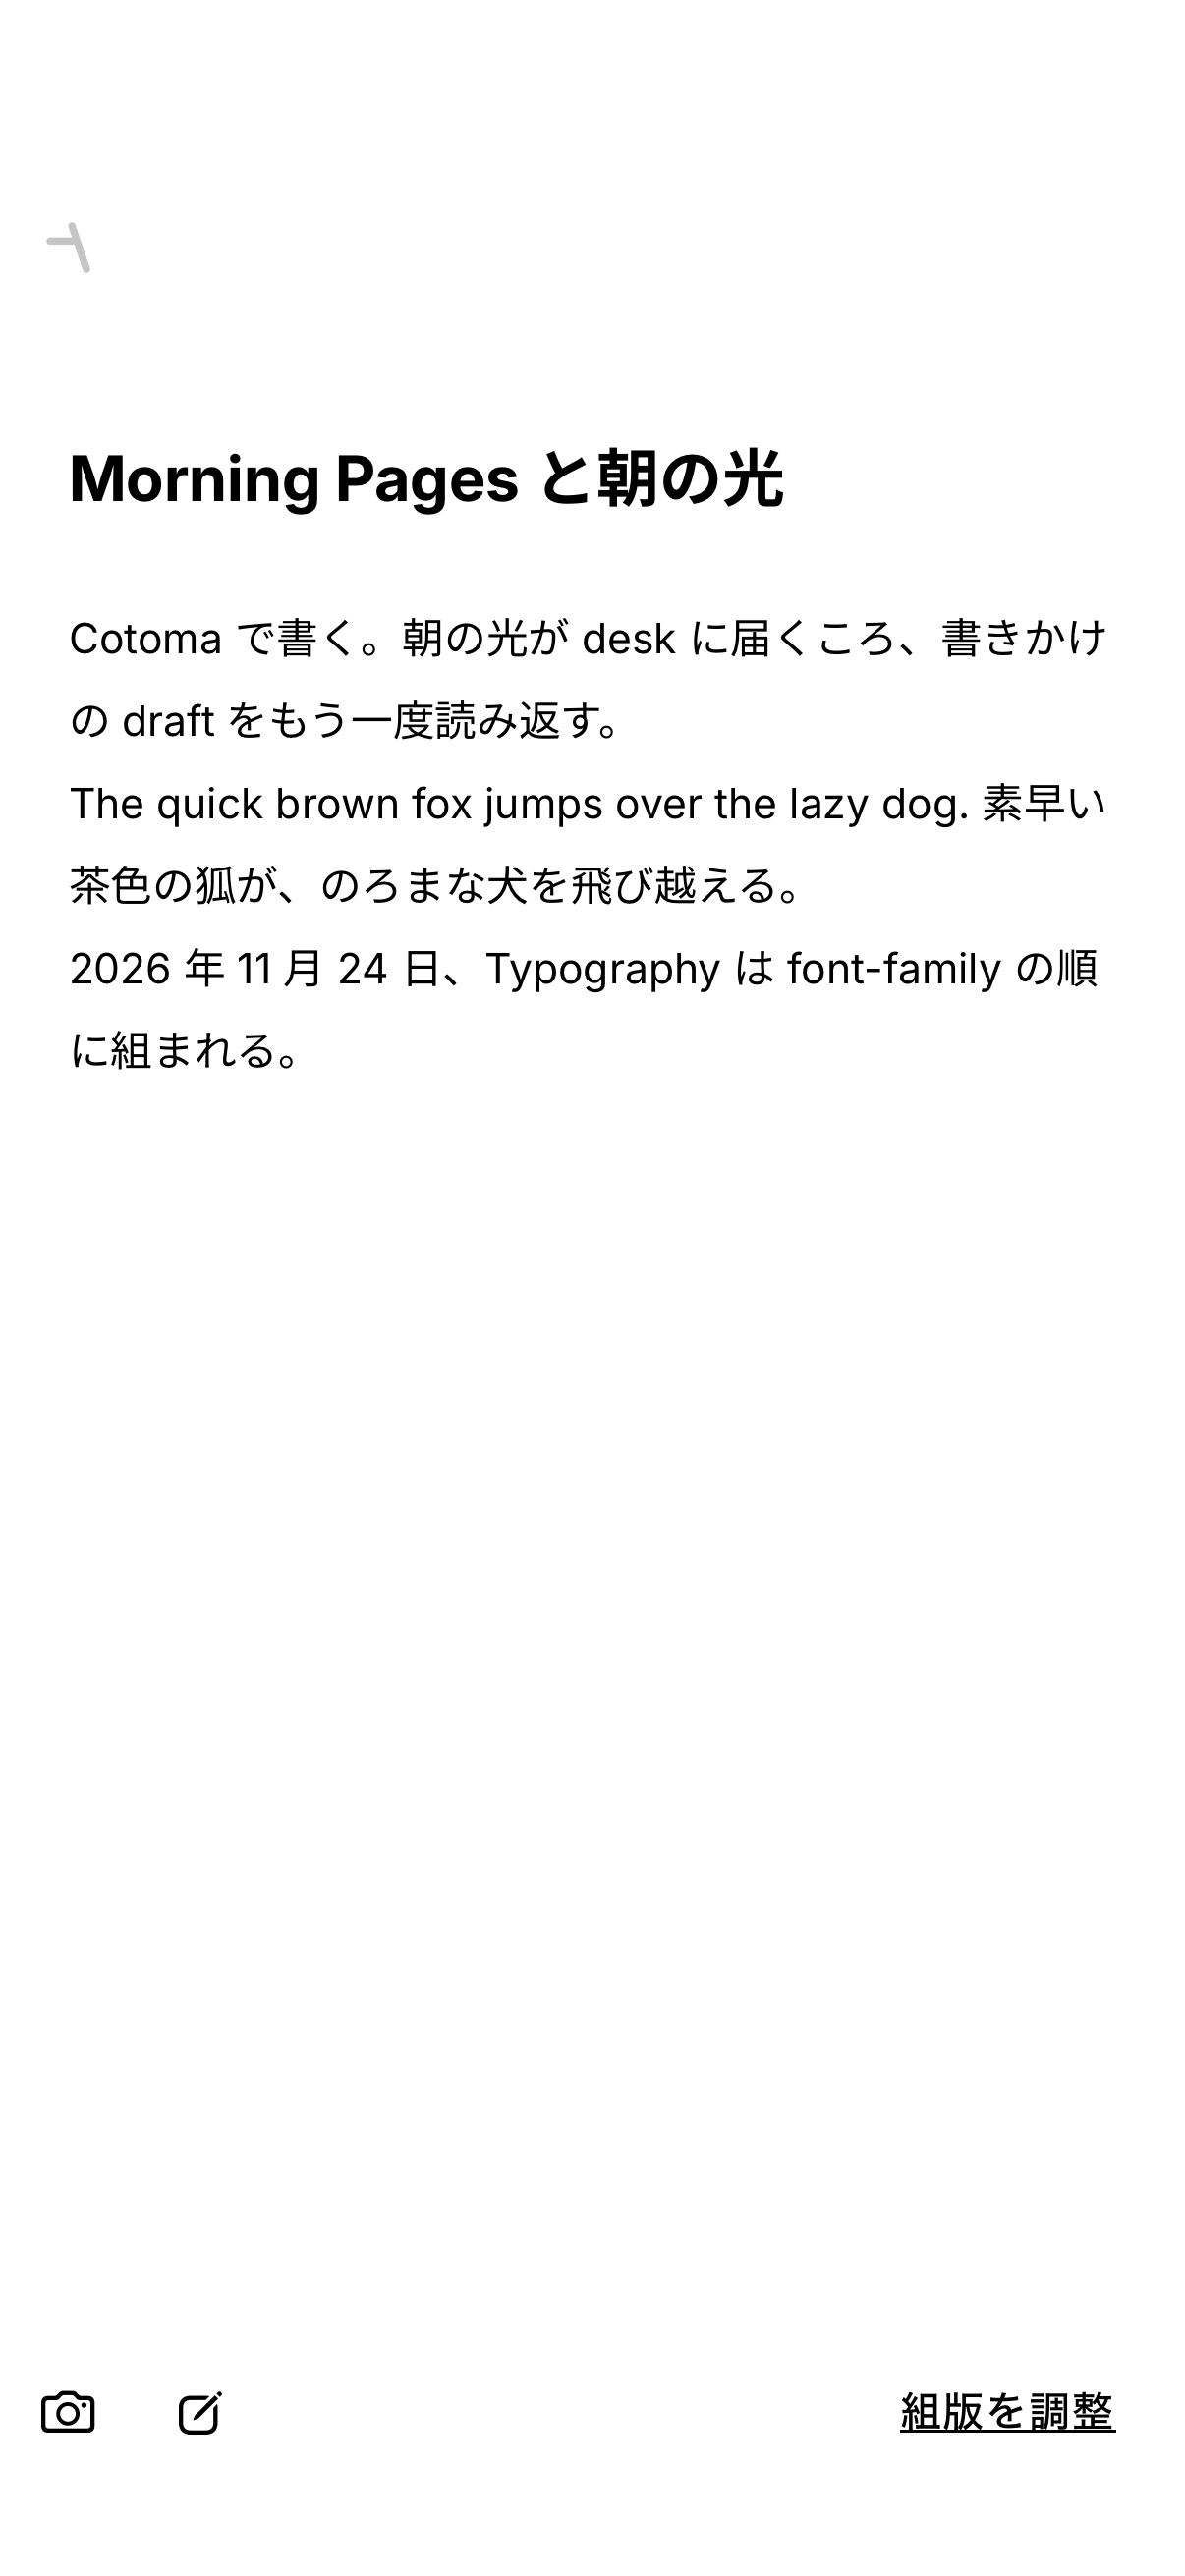 Morning Pages と朝の光
Cotoma で書く。朝の光が desk に届くころ、書きかけ
の draft をもう一度読み返す。
The quick brown fox jumps over the lazy dog. 素早い
茶色の狐が、のろまな犬を飛び越える。
2026 年 11 月 24 日、Typography は font-family の順
に組まれる。
組版を調整